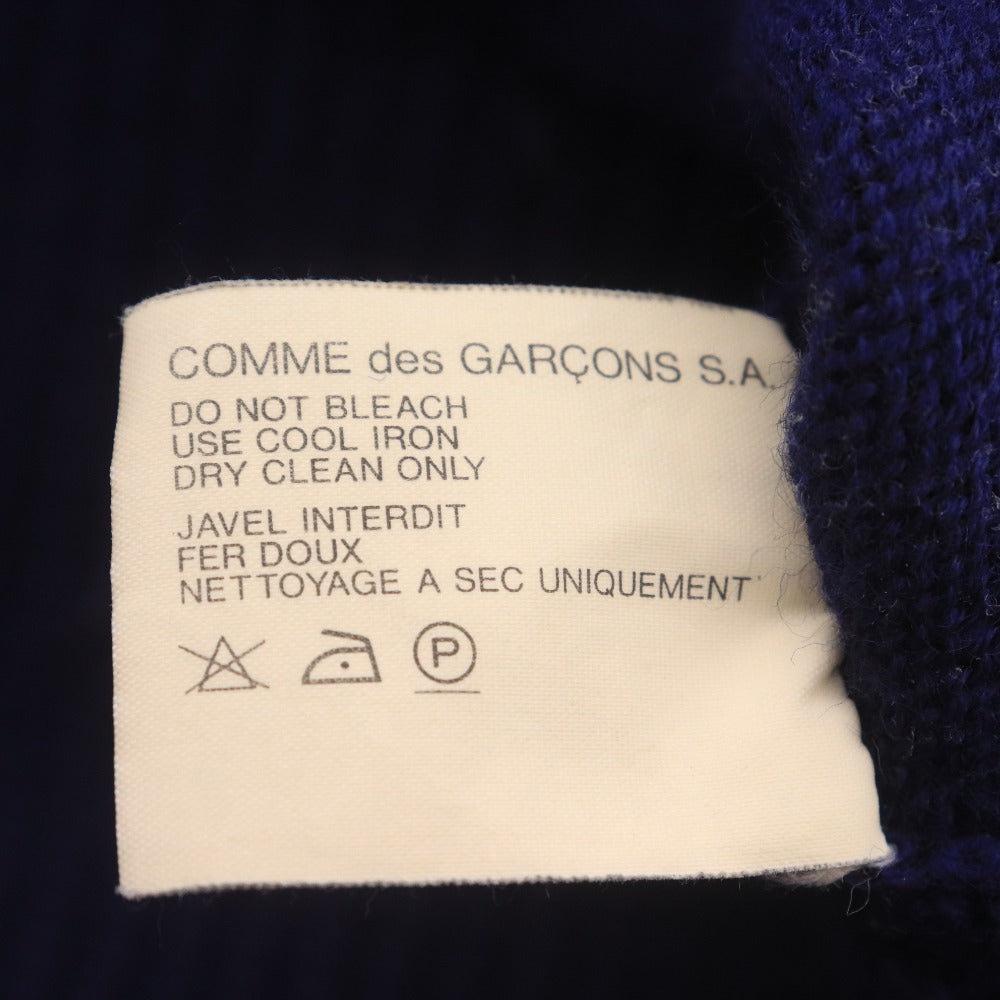 COMME des GARÇONS S.A.
DO NOT BLEACH
USE COOL IRON
DRY CLEAN ONLY
JAVEL INTERDIT
FER DOUX
NETTOYAGE A SEC UNIQUEMENT
P